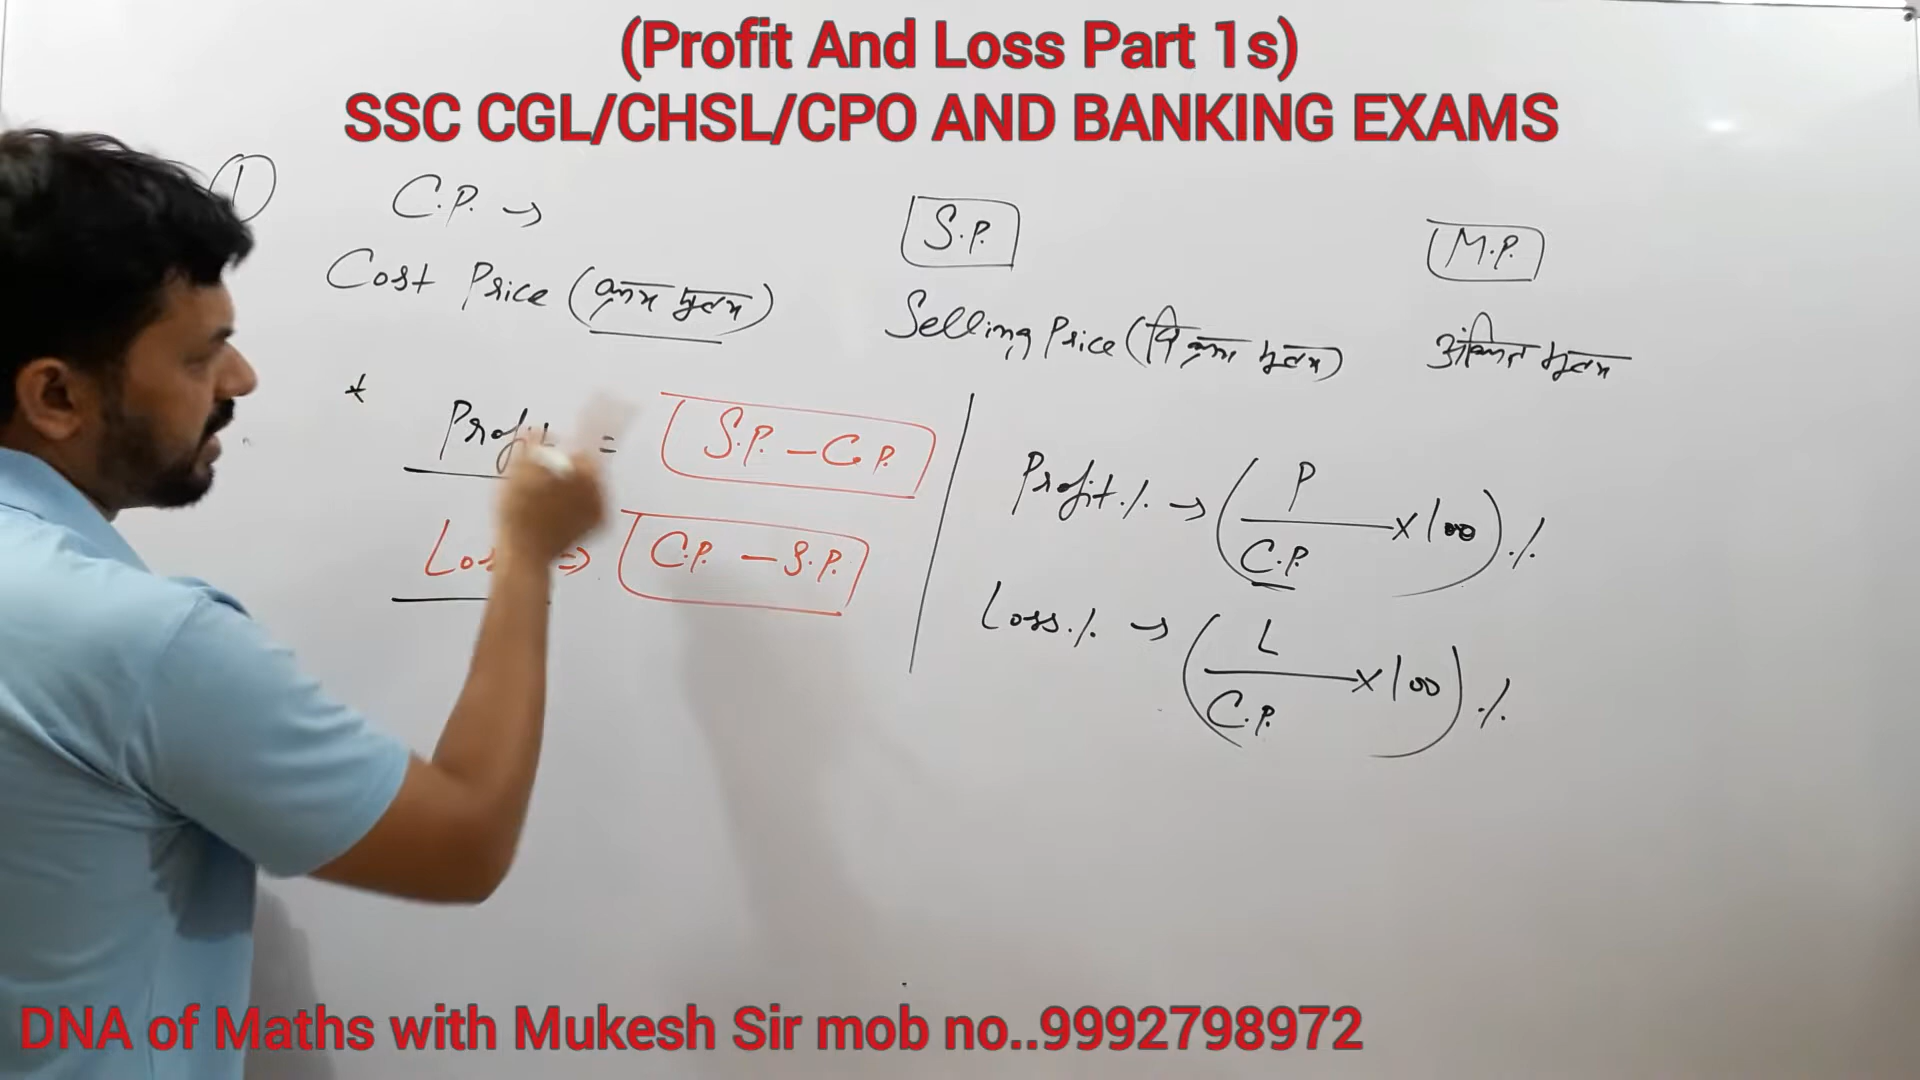 (Profit And Loss Part 1s)
SSC CGL/CHSL/CPO AND BANKING EXAMS
1
C.P. →
Cost Price (क्रय मूल्य)
S.P.
Selling Price (विक्रय मूल्य)
M.P.
अंकित मूल्य
* Profit = S.P. – C.P.
Loss ⇒ C.P. – S.P.
Profit % → (P/C.P. × 100) %
Loss % → (L/C.P. × 100) %
DNA of Maths with Mukesh Sir mob no..9992798972